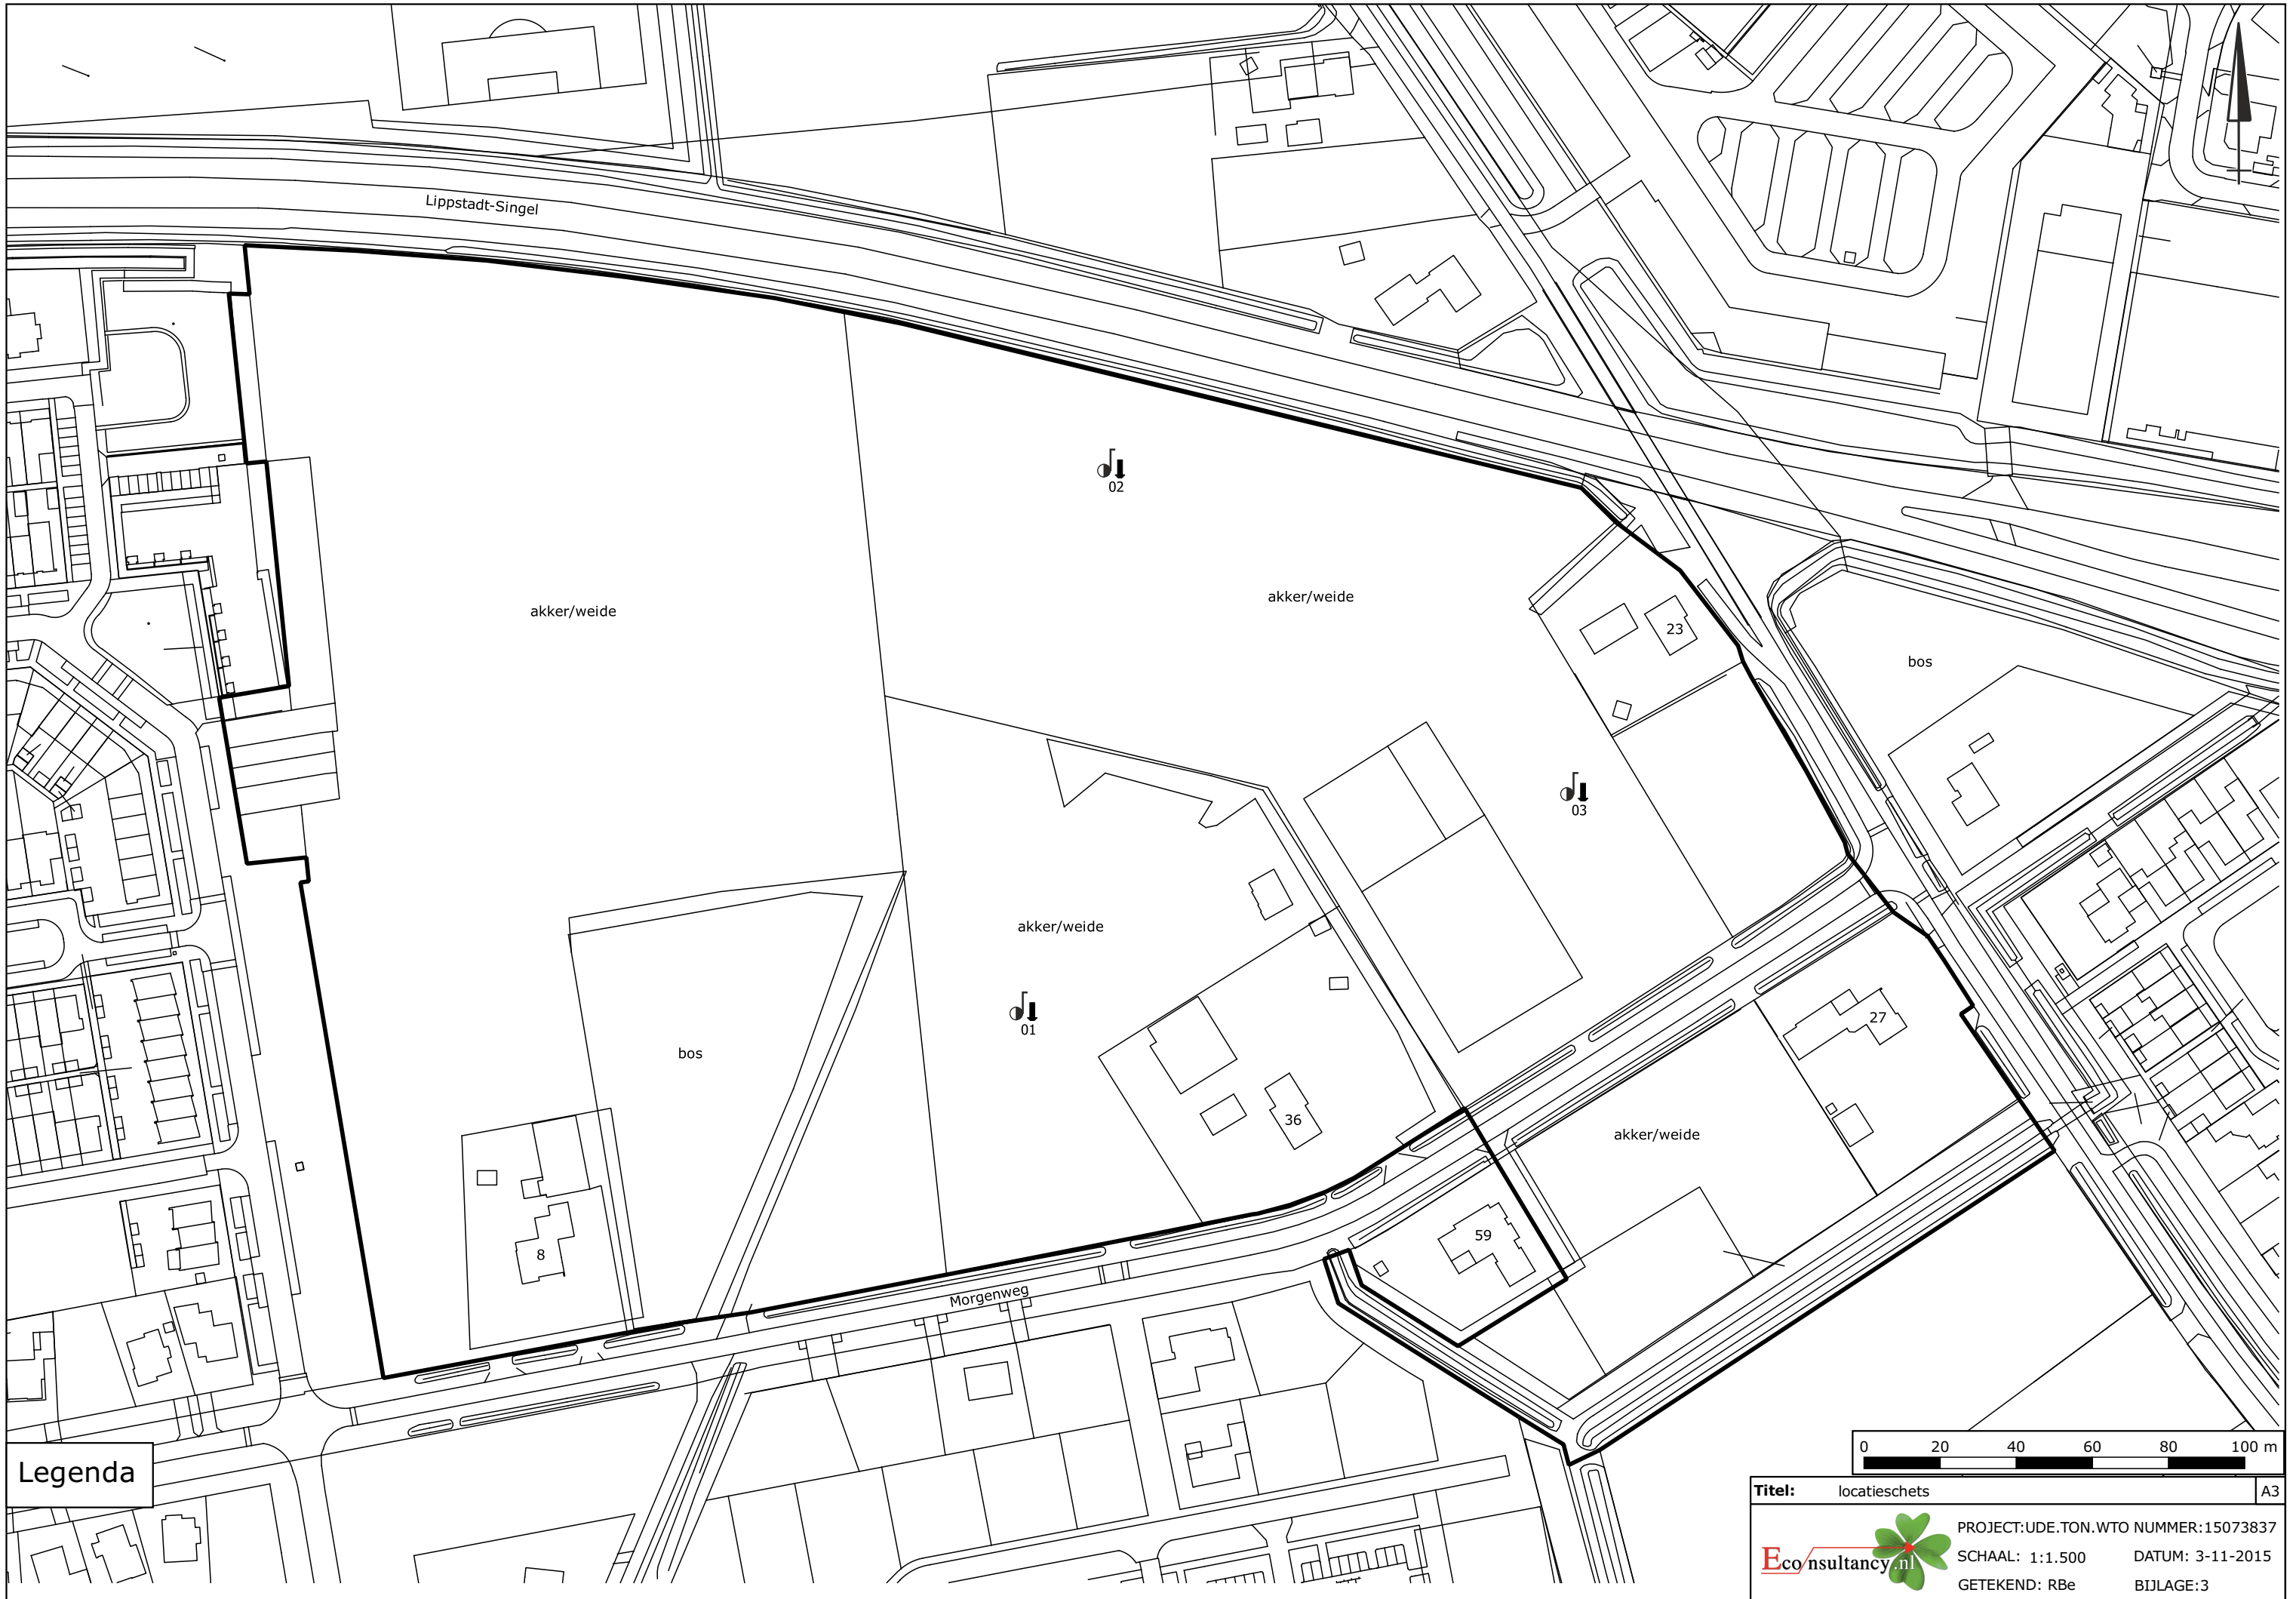 Lippstadt-Singel
02
akker/weide
akker/weide
23
bos
03
akker/weide
01
27
bos
36
akker/weide
59
8
Morgenweg
Legenda
0 20 40 60 80 100 m
Titel: locatieschets A3
Econsultancy.nl
PROJECT:UDE.TON.WTO NUMMER:15073837
SCHAAL: 1:1.500 DATUM: 3-11-2015
GETEKEND: RBe BIJLAGE:3